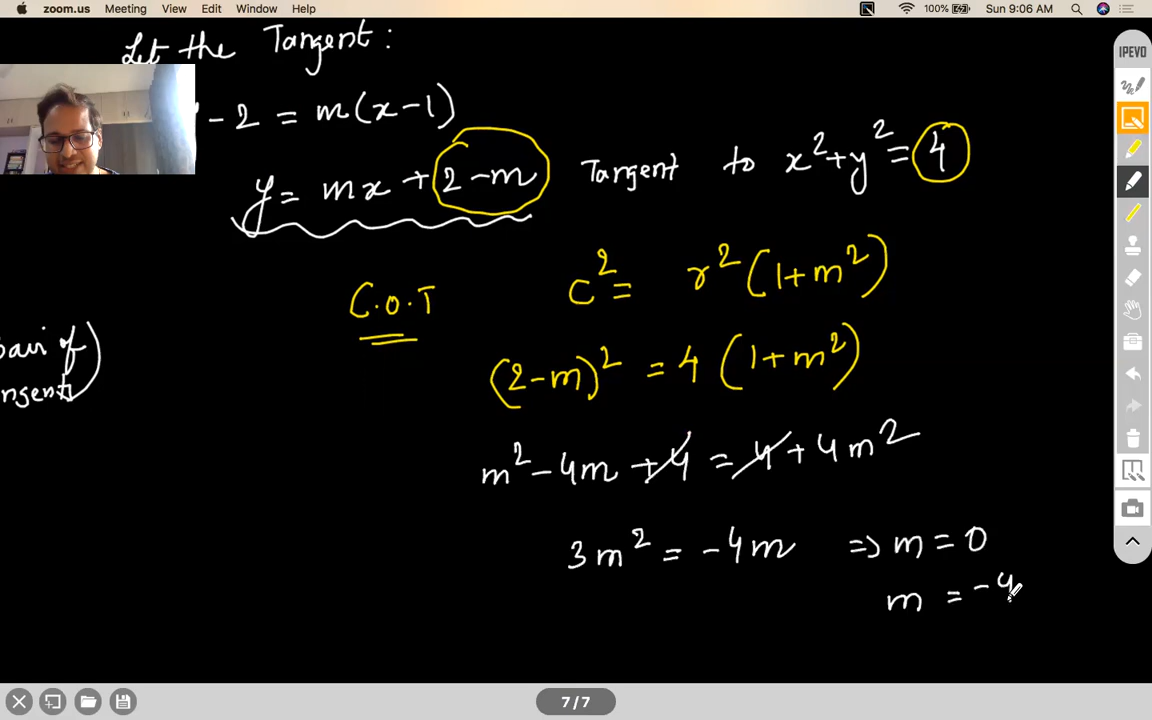 zoom.us Meeting View Edit Window Help 100% Sun 9:06 AM
Let the Tangent :
- 2 = m(x-1)
y = mx + 2-m Tangent to x²+y² = 4
IPEVO
C.O.T c² = r²(1+m²)
pair of
(2-m)² = 4(1+m²)
m² - 4m + 4 = 4 + 4m²
3m² = -4m ⇒ m = 0
m = -4
7 / 7